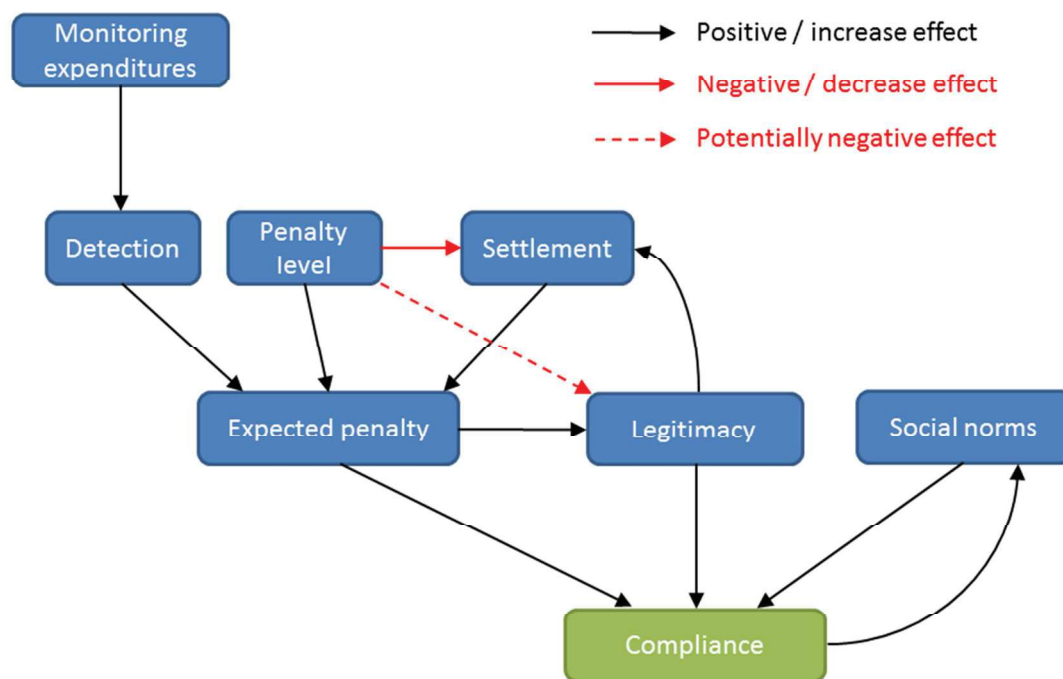 Monitoring
expenditures
Positive / increase effect
Negative / decrease effect
Potentially negative effect
Detection
Penalty
level
Settlement
Expected penalty
Legitimacy
Social norms
Compliance